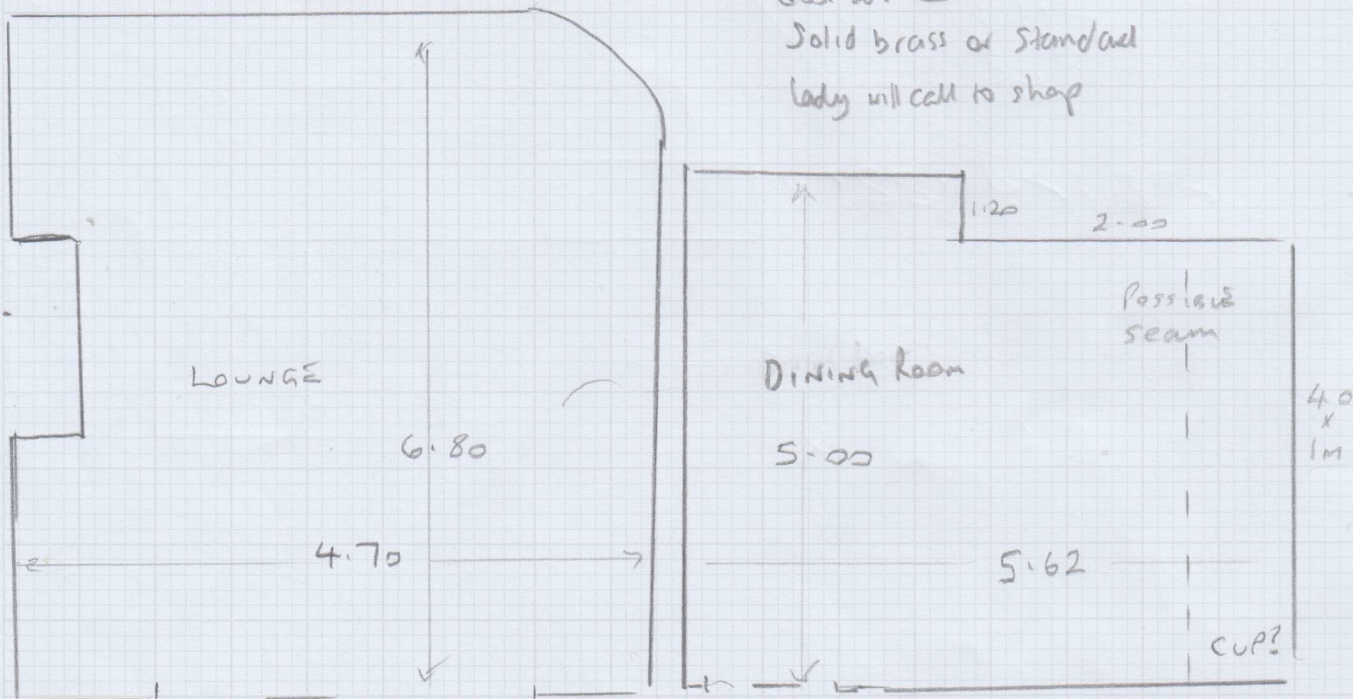 Solid brass or Standard
lady will call to shop
1.20
2.00
Possible
seam
LOUNGE
DINING Room
4.0
x
1m
6.80
5.00
4.70
5.62
CUP?